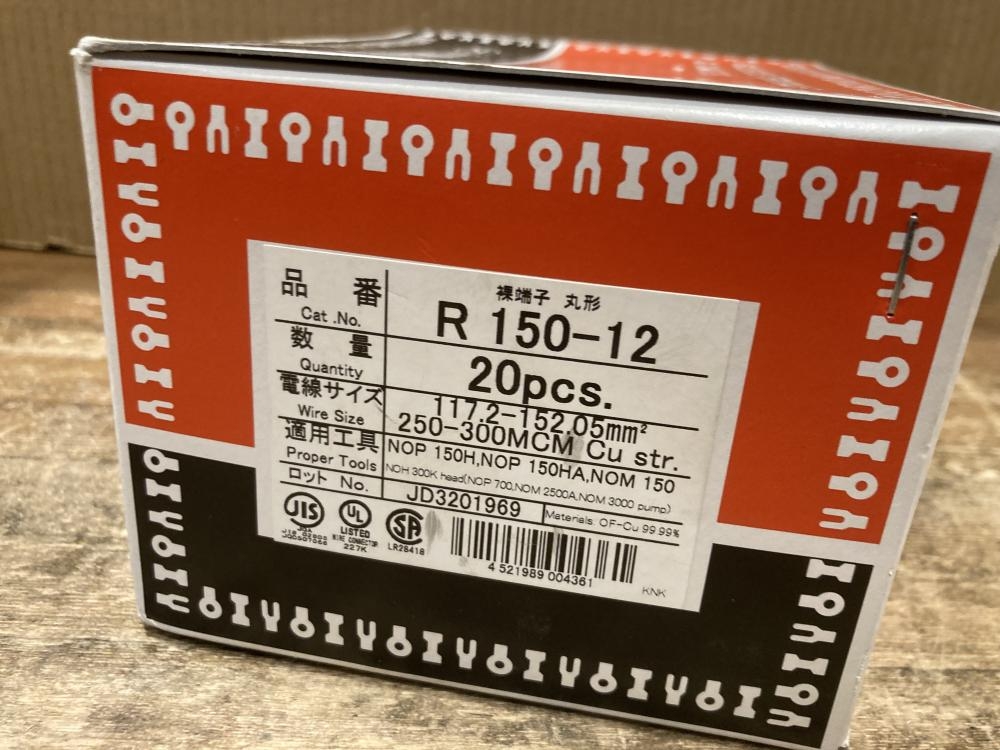 品 番
Cat .No.
裸端子 丸形
R 150-12
数 量
Quantity
20pcs.
電線サイズ
Wire Size
117.2-152.05mm²
250-300MCM Cu str.
適用工具
Proper Tools
NOP 150H,NOP 150HA,NOM 150
NOH 300K head(NOP 700,NOM 2500A,NOM 3000 pump)
ロット No.
JD3201969
Materials: OF-Cu 99.99%
JIS
UL
LISTED
WIRE CONNECTOR
227K
SA
LR28418
4 521989 004361
KNK